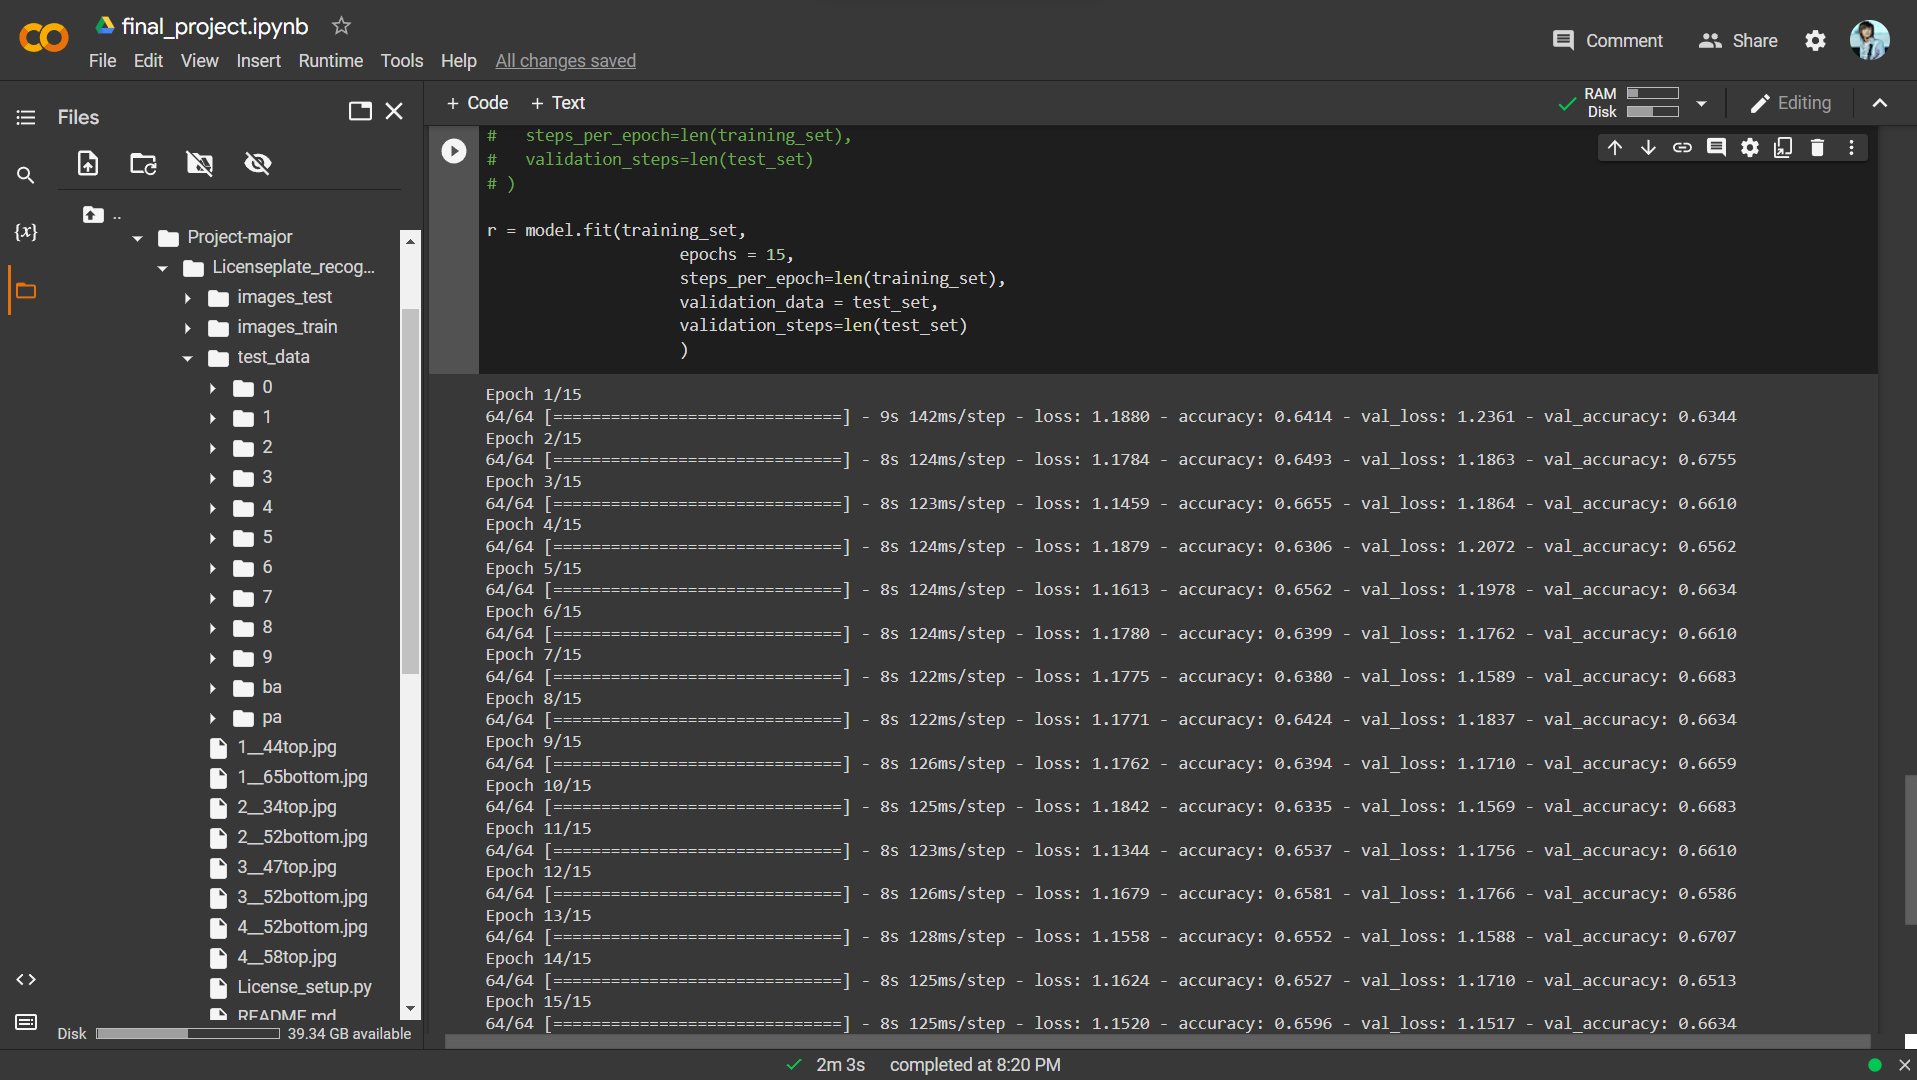 final_project.ipynb
File Edit View Insert Runtime Tools Help All changes saved
Comment
Share
Files
+ Code + Text
RAM
Disk
Editing
..
Project-major
Licenseplate_recog...
images_test
images_train
test_data
0
1
2
3
4
5
6
7
8
9
ba
pa
1__44top.jpg
1__65bottom.jpg
2__34top.jpg
2__52bottom.jpg
3__47top.jpg
3__52bottom.jpg
4__52bottom.jpg
4__58top.jpg
License_setup.py
README.md
Disk 39.34 GB available
{x}
<>
#   steps_per_epoch=len(training_set),
#   validation_steps=len(test_set)
# )
r = model.fit(training_set,
epochs = 15,
steps_per_epoch=len(training_set),
validation_data = test_set,
validation_steps=len(test_set)
)
Epoch 1/15
64/64 [==============================] - 9s 142ms/step - loss: 1.1880 - accuracy: 0.6414 - val_loss: 1.2361 - val_accuracy: 0.6344
Epoch 2/15
64/64 [==============================] - 8s 124ms/step - loss: 1.1784 - accuracy: 0.6493 - val_loss: 1.1863 - val_accuracy: 0.6755
Epoch 3/15
64/64 [==============================] - 8s 123ms/step - loss: 1.1459 - accuracy: 0.6655 - val_loss: 1.1864 - val_accuracy: 0.6610
Epoch 4/15
64/64 [==============================] - 8s 124ms/step - loss: 1.1879 - accuracy: 0.6306 - val_loss: 1.2072 - val_accuracy: 0.6562
Epoch 5/15
64/64 [==============================] - 8s 124ms/step - loss: 1.1613 - accuracy: 0.6562 - val_loss: 1.1978 - val_accuracy: 0.6634
Epoch 6/15
64/64 [==============================] - 8s 124ms/step - loss: 1.1780 - accuracy: 0.6399 - val_loss: 1.1762 - val_accuracy: 0.6610
Epoch 7/15
64/64 [==============================] - 8s 122ms/step - loss: 1.1775 - accuracy: 0.6380 - val_loss: 1.1589 - val_accuracy: 0.6683
Epoch 8/15
64/64 [==============================] - 8s 122ms/step - loss: 1.1771 - accuracy: 0.6424 - val_loss: 1.1837 - val_accuracy: 0.6634
Epoch 9/15
64/64 [==============================] - 8s 126ms/step - loss: 1.1762 - accuracy: 0.6394 - val_loss: 1.1710 - val_accuracy: 0.6659
Epoch 10/15
64/64 [==============================] - 8s 125ms/step - loss: 1.1842 - accuracy: 0.6335 - val_loss: 1.1569 - val_accuracy: 0.6683
Epoch 11/15
64/64 [==============================] - 8s 123ms/step - loss: 1.1344 - accuracy: 0.6537 - val_loss: 1.1756 - val_accuracy: 0.6610
Epoch 12/15
64/64 [==============================] - 8s 126ms/step - loss: 1.1679 - accuracy: 0.6581 - val_loss: 1.1766 - val_accuracy: 0.6586
Epoch 13/15
64/64 [==============================] - 8s 128ms/step - loss: 1.1558 - accuracy: 0.6552 - val_loss: 1.1588 - val_accuracy: 0.6707
Epoch 14/15
64/64 [==============================] - 8s 125ms/step - loss: 1.1624 - accuracy: 0.6527 - val_loss: 1.1710 - val_accuracy: 0.6513
Epoch 15/15
64/64 [==============================] - 8s 125ms/step - loss: 1.1520 - accuracy: 0.6596 - val_loss: 1.1517 - val_accuracy: 0.6634
2m 3s completed at 8:20 PM